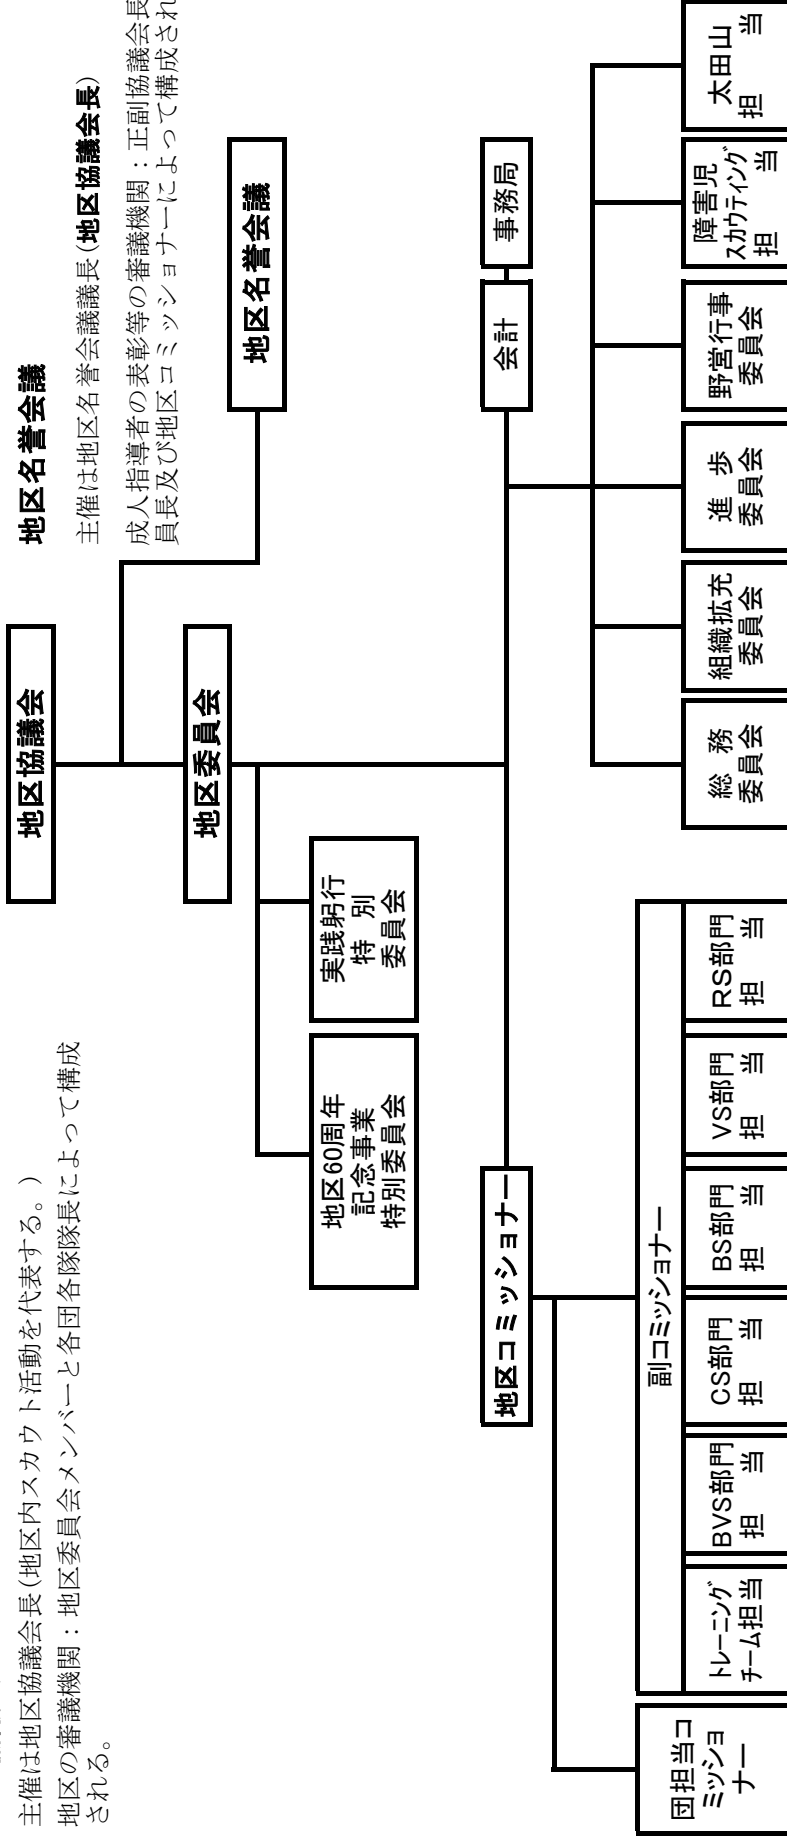 主催は地区協議会長(地区内スカウト活動を代表する。)
地区の審議機関：地区委員会メンバーと各団各隊隊長によって構成
される。
地区名誉会議
主催は地区名誉会議議長(地区協議会長)
成人指導者の表彰等の審議機関：正副協議会長
員長及び地区コミッショナーによって構成され
地区協議会
地区名誉会議
地区委員会
地区60周年
記念事業
特別委員会
実践躬行
特　別
委員会
地区コミッショナー
会計
事務局
団担当コ
ミッショ
ナー
副コミッショナー
トレーニング
チーム担当
BVS部門
担　当
CS部門
担　当
BS部門
担　当
VS部門
担　当
RS部門
担　当
総　務
委員会
組織拡充
委員会
進　歩
委員会
野営行事
委員会
障害児
スカウティング
担　当
太田山
担　当